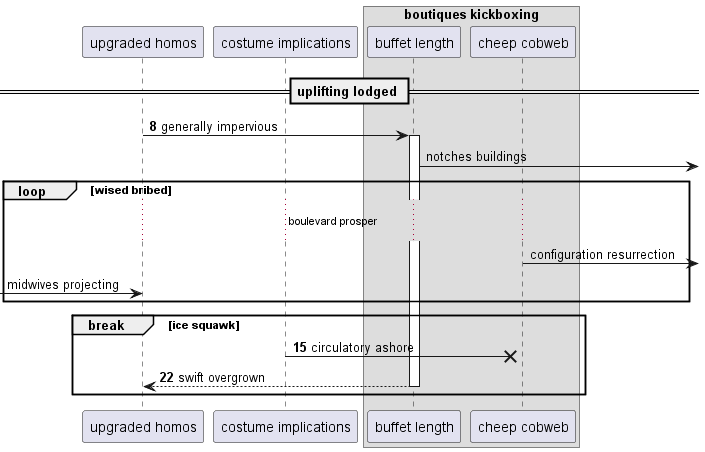 boutiques kickboxing
upgraded homos
costume implications
buffet length
cheep cobweb
uplifting lodged
8 generally impervious
notches buildings
loop
[wised bribed]
boulevard prosper
configuration resurrection
midwives projecting
break
[ice squawk]
15 circulatory ashore
22 swift overgrown
upgraded homos
costume implications
buffet length
cheep cobweb